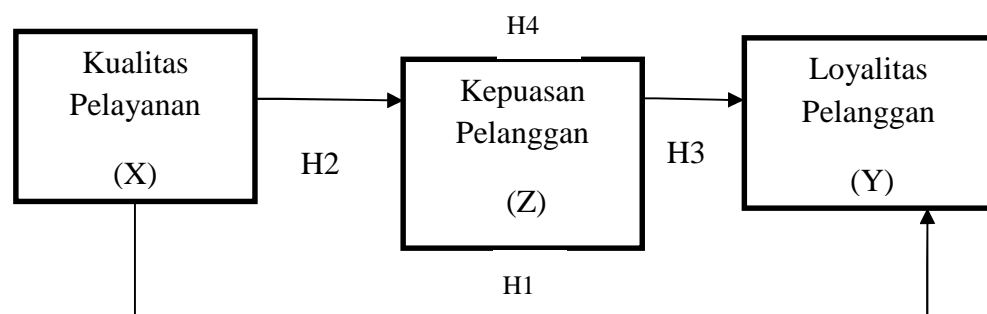 H4
Kualitas
Pelayanan
(X)
H2
Kepuasan
Pelanggan
(Z)
H3
Loyalitas
Pelanggan
(Y)
H1